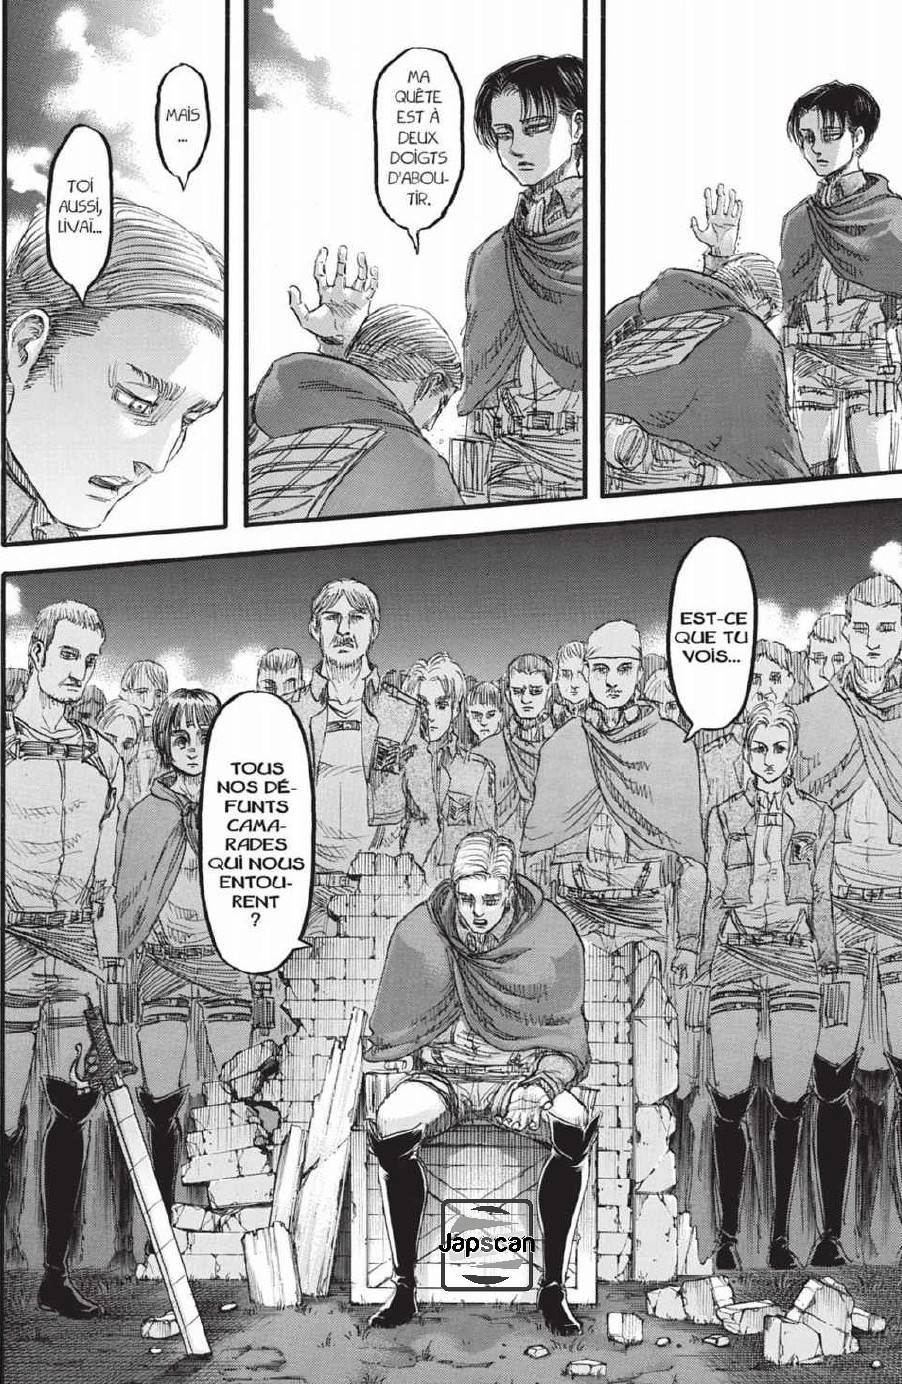 MA
QUÊTE
EST À
DEUX
DOIGTS
D'ABOU-
TIR.
MAIS
...
TOI
AUSSI,
LIVAÏ...
EST-CE
QUE TU
VOIS...
TOUS
NOS DÉ-
FUNTS
CAMA-
RADES
QUI NOUS
ENTOU-
RENT
?
Japscan